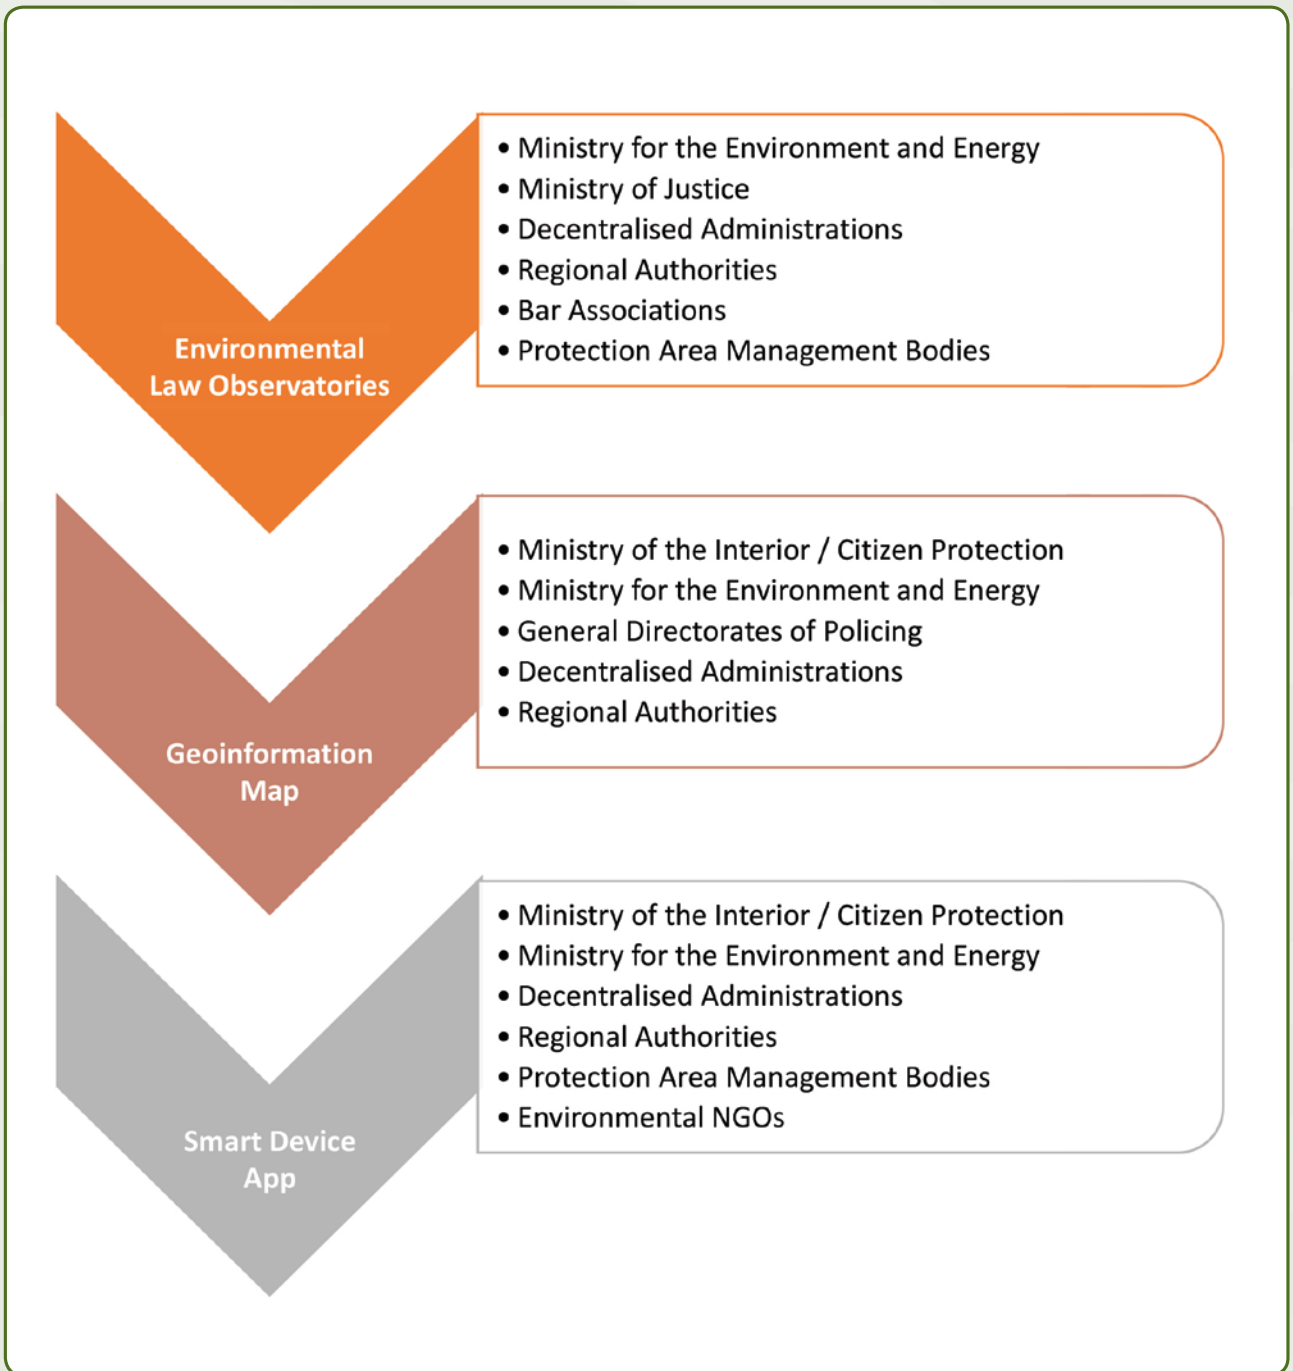 Environmental
Law Observatories
• Ministry for the Environment and Energy
• Ministry of Justice
• Decentralised Administrations
• Regional Authorities
• Bar Associations
• Protection Area Management Bodies
Geoinformation
Map
• Ministry of the Interior / Citizen Protection
• Ministry for the Environment and Energy
• General Directorates of Policing
• Decentralised Administrations
• Regional Authorities
Smart Device
App
• Ministry of the Interior / Citizen Protection
• Ministry for the Environment and Energy
• Decentralised Administrations
• Regional Authorities
• Protection Area Management Bodies
• Environmental NGOs